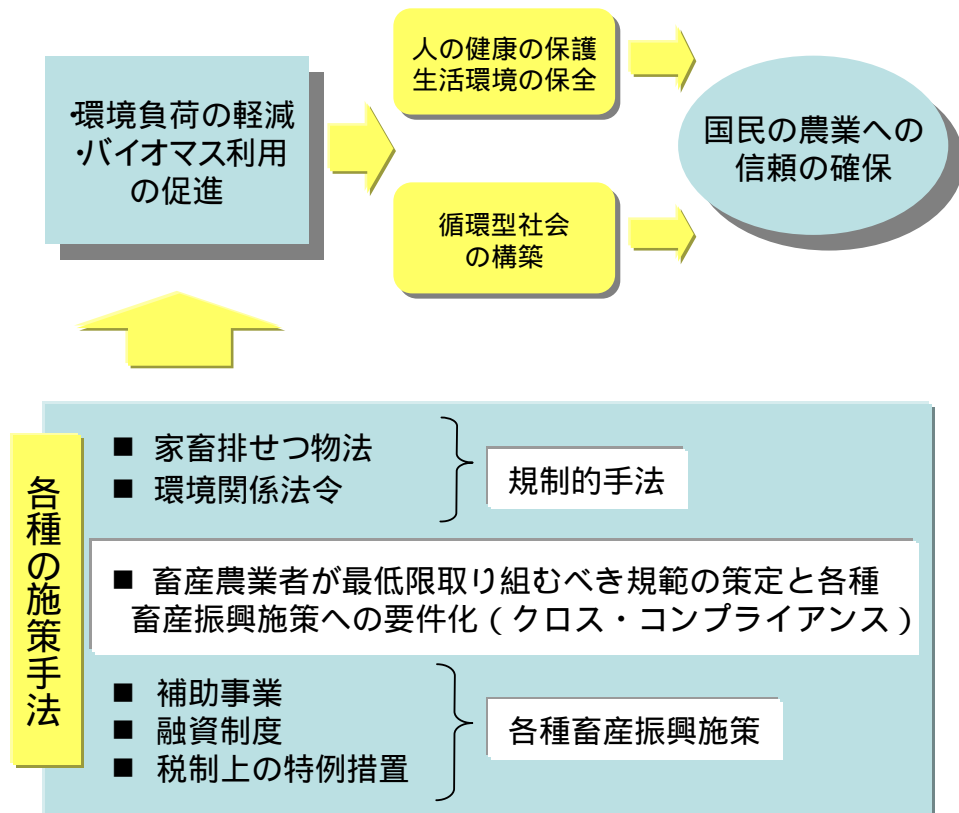 ・環境負荷の軽減
・バイオマス利用
の促進
人の健康の保護
生活環境の保全
循環型社会
の構築
国民の農業への
信頼の確保
各種の施策手法
■ 家畜排せつ物法
■ 環境関係法令
規制的手法
■ 畜産農業者が最低限取り組むべき規範の策定と各種
畜産振興施策への要件化(クロス・コンプライアンス)
■ 補助事業
■ 融資制度
■ 税制上の特例措置
各種畜産振興施策